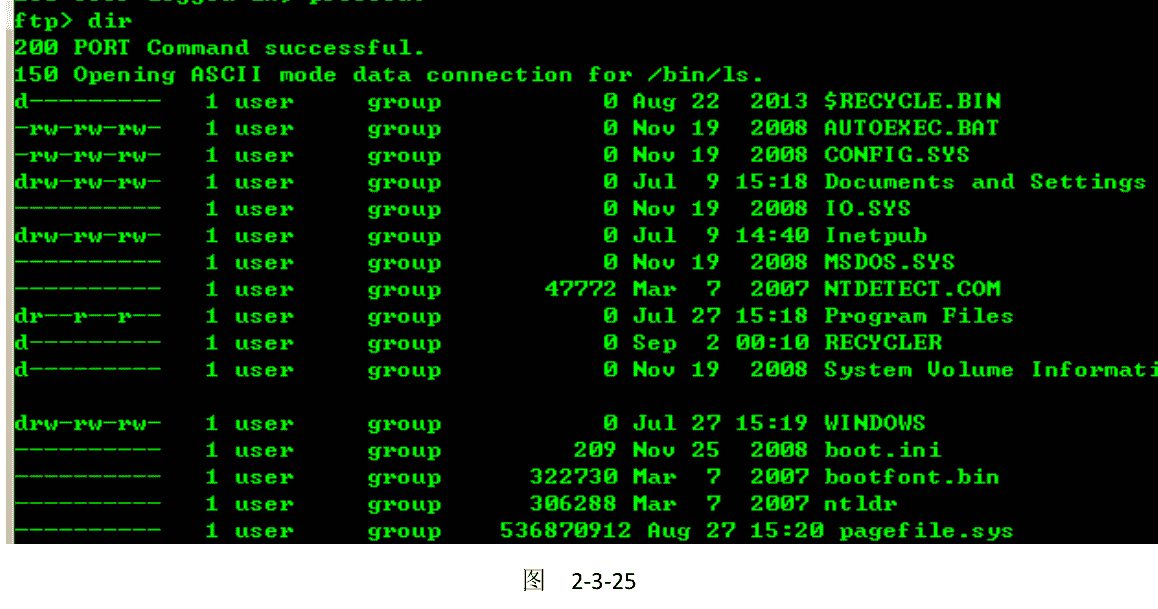 ftp> dir
200 PORT Command successful.
150 Opening ASCII mode data connection for /bin/ls.
d--------- 1 user group 0 Aug 22 2013 $RECYCLE.BIN
-rw-rw-rw- 1 user group 0 Nov 19 2008 AUTOEXEC.BAT
-rw-rw-rw- 1 user group 0 Nov 19 2008 CONFIG.SYS
drw-rw-rw- 1 user group 0 Jul 9 15:18 Documents and Settings
---------- 1 user group 0 Nov 19 2008 IO.SYS
drw-rw-rw- 1 user group 0 Jul 9 14:40 Inetpub
---------- 1 user group 0 Nov 19 2008 MSDOS.SYS
---------- 1 user group 47772 Mar 7 2007 NTDETECT.COM
dr--r--r-- 1 user group 0 Jul 27 15:18 Program Files
d--------- 1 user group 0 Sep 2 00:10 RECYCLER
d--------- 1 user group 0 Nov 19 2008 System Volume Informati
drw-rw-rw- 1 user group 0 Jul 27 15:19 WINDOWS
---------- 1 user group 209 Nov 25 2008 boot.ini
---------- 1 user group 322730 Mar 7 2007 bootfont.bin
---------- 1 user group 306288 Mar 7 2007 ntldr
---------- 1 user group 536870912 Aug 27 15:20 pagefile.sys
图 2-3-25